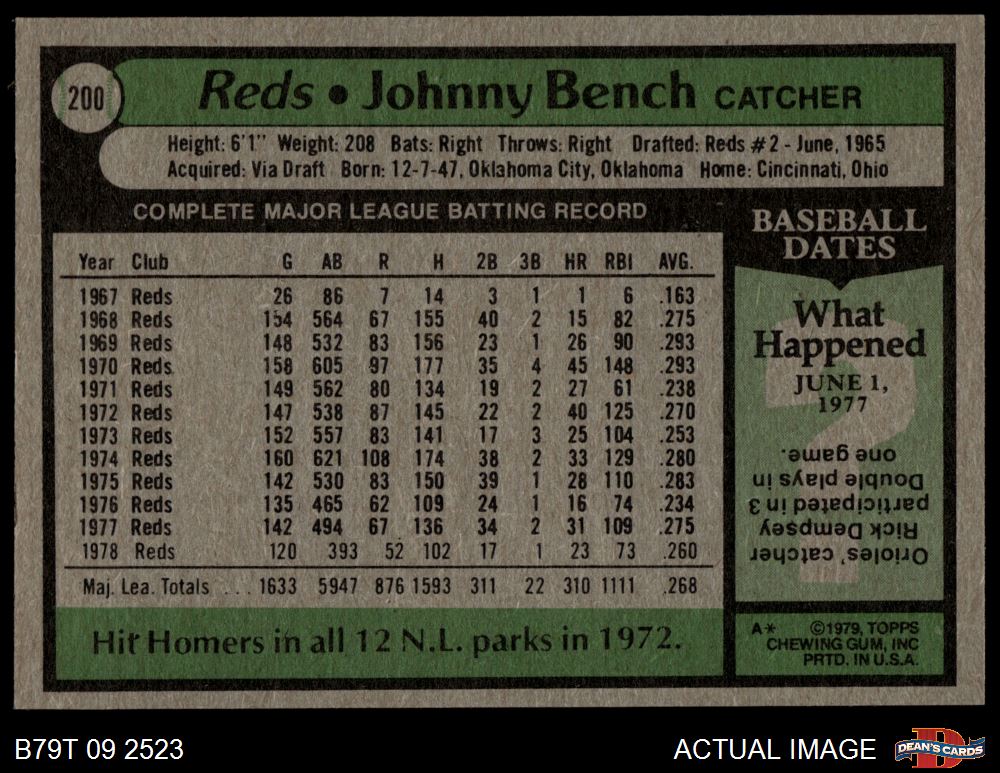 200
Reds • Johnny Bench CATCHER
Height: 6'1" Weight: 208 Bats: Right Throws: Right Drafted: Reds #2 - June, 1965
Acquired: Via Draft Born: 12-7-47, Oklahoma City, Oklahoma Home: Cincinnati, Ohio
COMPLETE MAJOR LEAGUE BATTING RECORD
Year Club G AB R H 2B 3B HR RBI AVG.
1967 Reds 26 86 7 14 3 1 1 6 .163
1968 Reds 154 564 67 155 40 2 15 82 .275
1969 Reds 148 532 83 156 23 1 26 90 .293
1970 Reds 158 605 97 177 35 4 45 148 .293
1971 Reds 149 562 80 134 19 2 27 61 .238
1972 Reds 147 538 87 145 22 2 40 125 .270
1973 Reds 152 557 83 141 17 3 25 104 .253
1974 Reds 160 621 108 174 38 2 33 129 .280
1975 Reds 142 530 83 150 39 1 28 110 .283
1976 Reds 135 465 62 109 24 1 16 74 .234
1977 Reds 142 494 67 136 34 2 31 109 .275
1978 Reds 120 393 52 102 17 1 23 73 .260
Maj. Lea. Totals . . . 1633 5947 876 1593 311 22 310 1111 .268
Hit Homers in all 12 N.L. parks in 1972.
BASEBALL
DATES
What
Happened
JUNE 1,
1977
Orioles' catcher
Rick Dempsey
participated in 3
Double plays in
one game.
A* ©1979, TOPPS
CHEWING GUM, INC
PRTD. IN U.S.A.
B79T 09 2523
ACTUAL IMAGE
DEAN'S CARDS